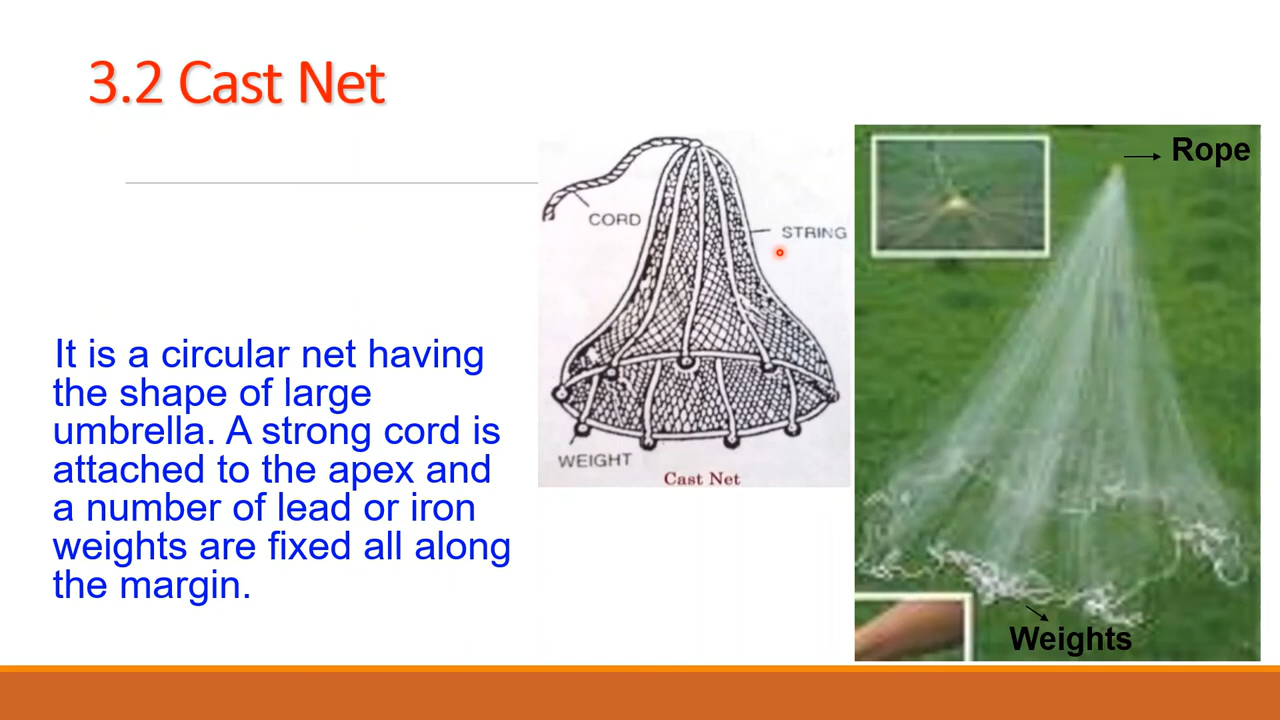 3.2 Cast Net
It is a circular net having
the shape of large
umbrella. A strong cord is
attached to the apex and
a number of lead or iron
weights are fixed all along
the margin.
CORD
STRING
WEIGHT
Cast Net
Rope
Weights